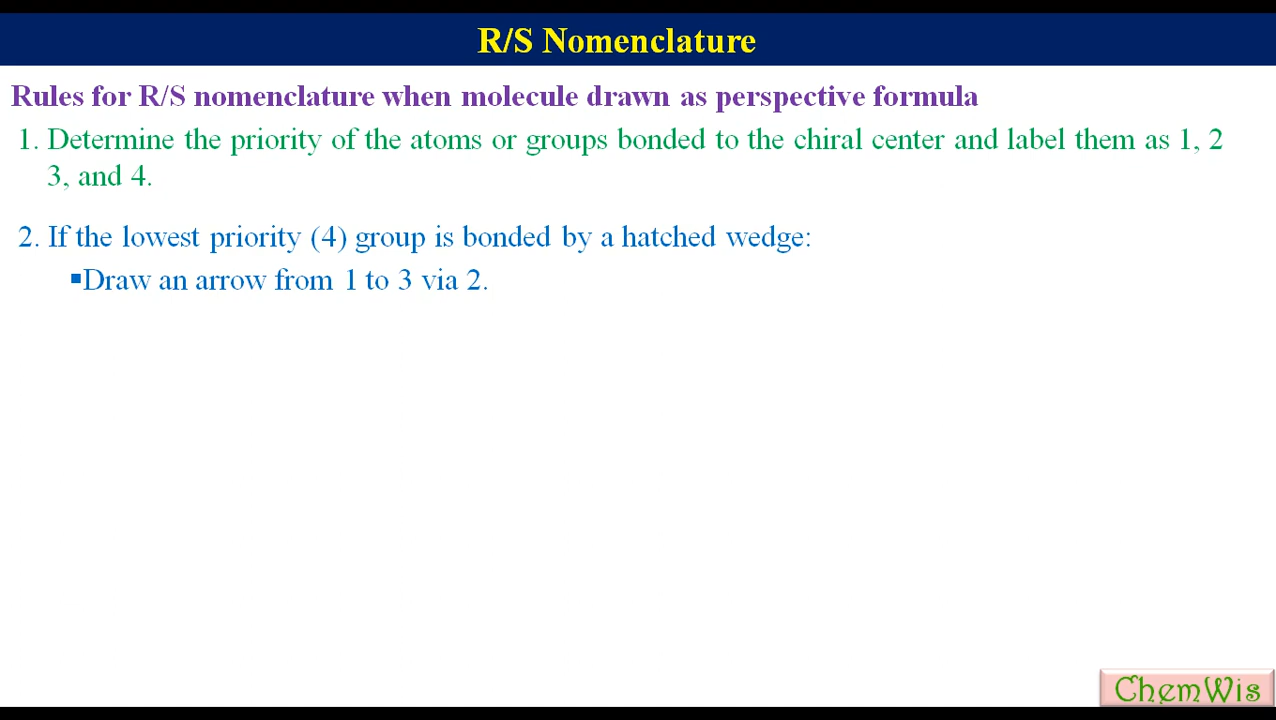 R/S Nomenclature
Rules for R/S nomenclature when molecule drawn as perspective formula
1. Determine the priority of the atoms or groups bonded to the chiral center and label them as 1, 2
3, and 4.
2. If the lowest priority (4) group is bonded by a hatched wedge:
▪Draw an arrow from 1 to 3 via 2.
ChemWis